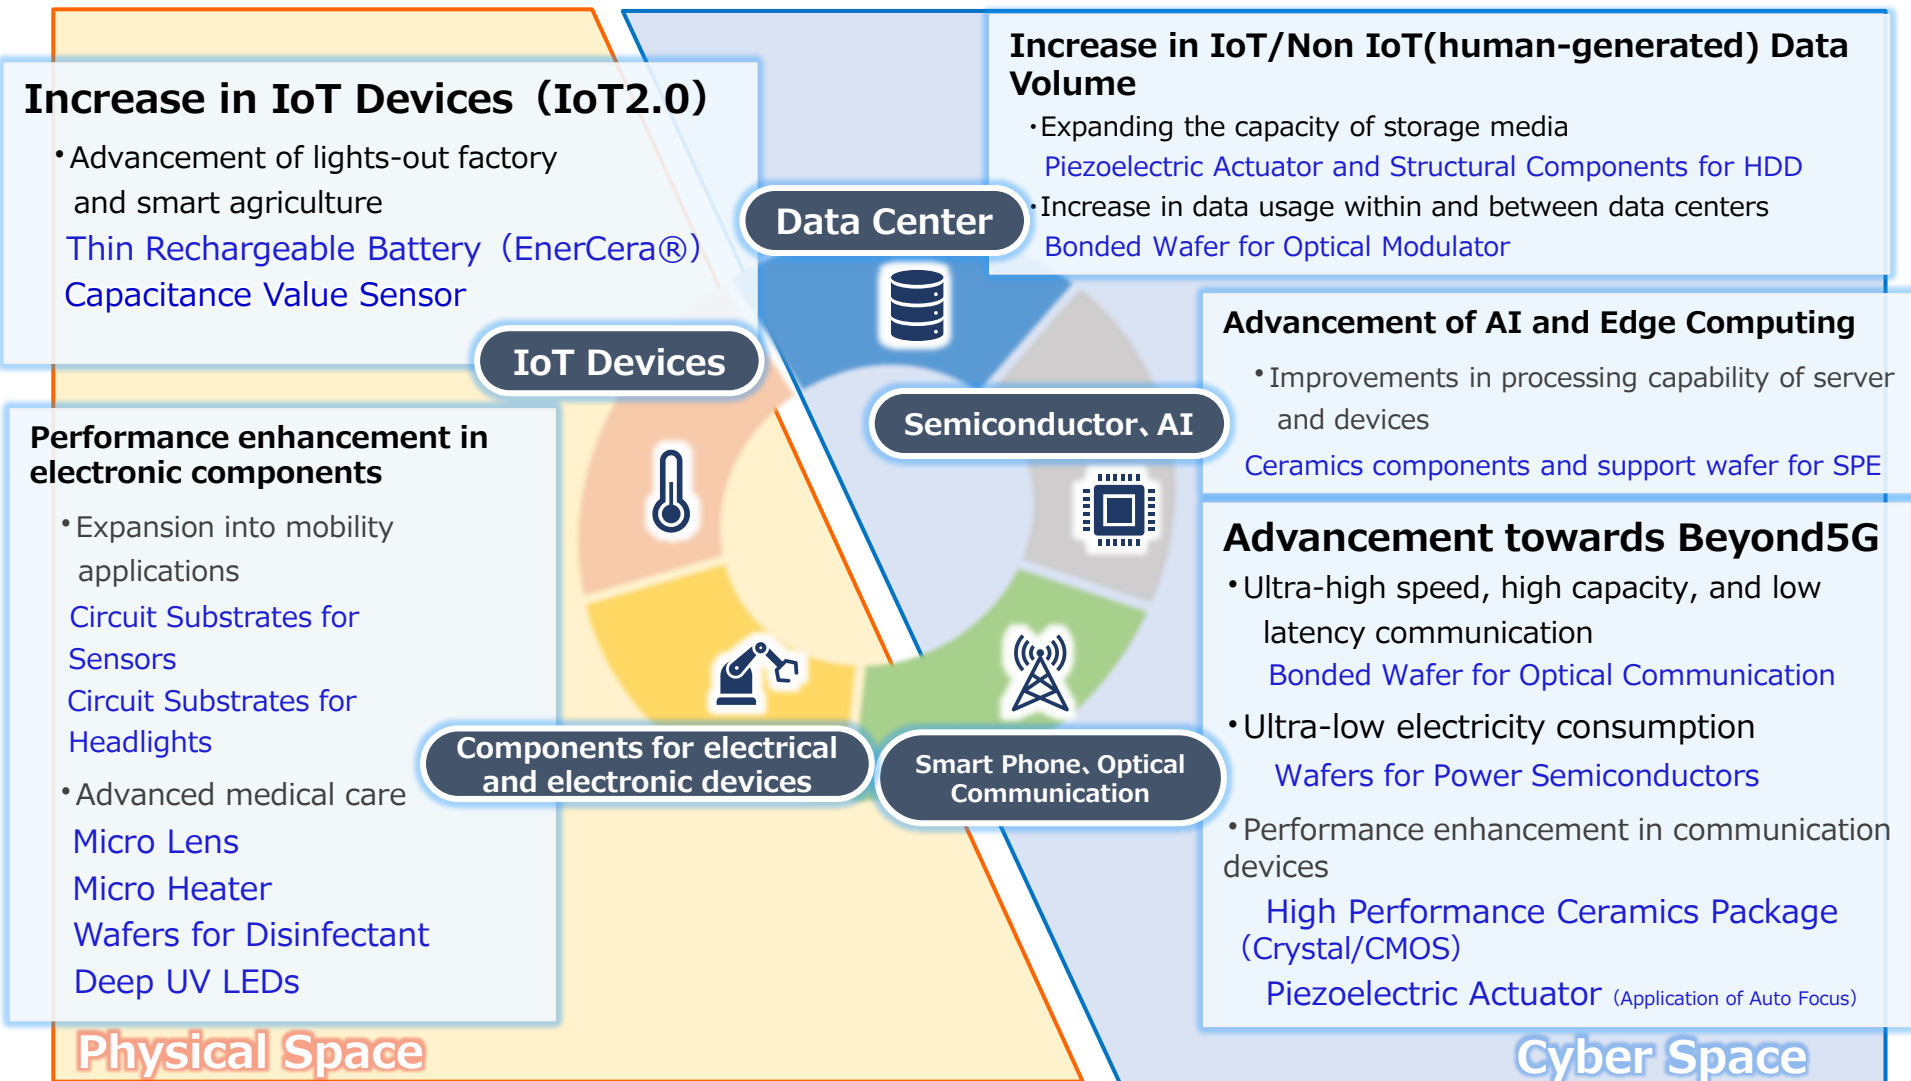 Increase in IoT Devices（IoT2.0）
・Advancement of lights-out factory
and smart agriculture
Thin Rechargeable Battery（EnerCera®）
Capacitance Value Sensor
IoT Devices
Performance enhancement in
electronic components
・Expansion into mobility
applications
Circuit Substrates for
Sensors
Circuit Substrates for
Headlights
・Advanced medical care
Micro Lens
Micro Heater
Wafers for Disinfectant
Deep UV LEDs
Components for electrical
and electronic devices
Physical Space
Increase in IoT/Non IoT(human-generated) Data
Volume
・Expanding the capacity of storage media
Piezoelectric Actuator and Structural Components for HDD
・Increase in data usage within and between data centers
Bonded Wafer for Optical Modulator
Data Center
Advancement of AI and Edge Computing
・Improvements in processing capability of server
and devices
Ceramics components and support wafer for SPE
Semiconductor、AI
Advancement towards Beyond5G
・Ultra-high speed, high capacity, and low
latency communication
Bonded Wafer for Optical Communication
・Ultra-low electricity consumption
Wafers for Power Semiconductors
・Performance enhancement in communication
devices
High Performance Ceramics Package
（Crystal/CMOS）
Piezoelectric Actuator（Application of Auto Focus）
Smart Phone、Optical
Communication
Cyber Space